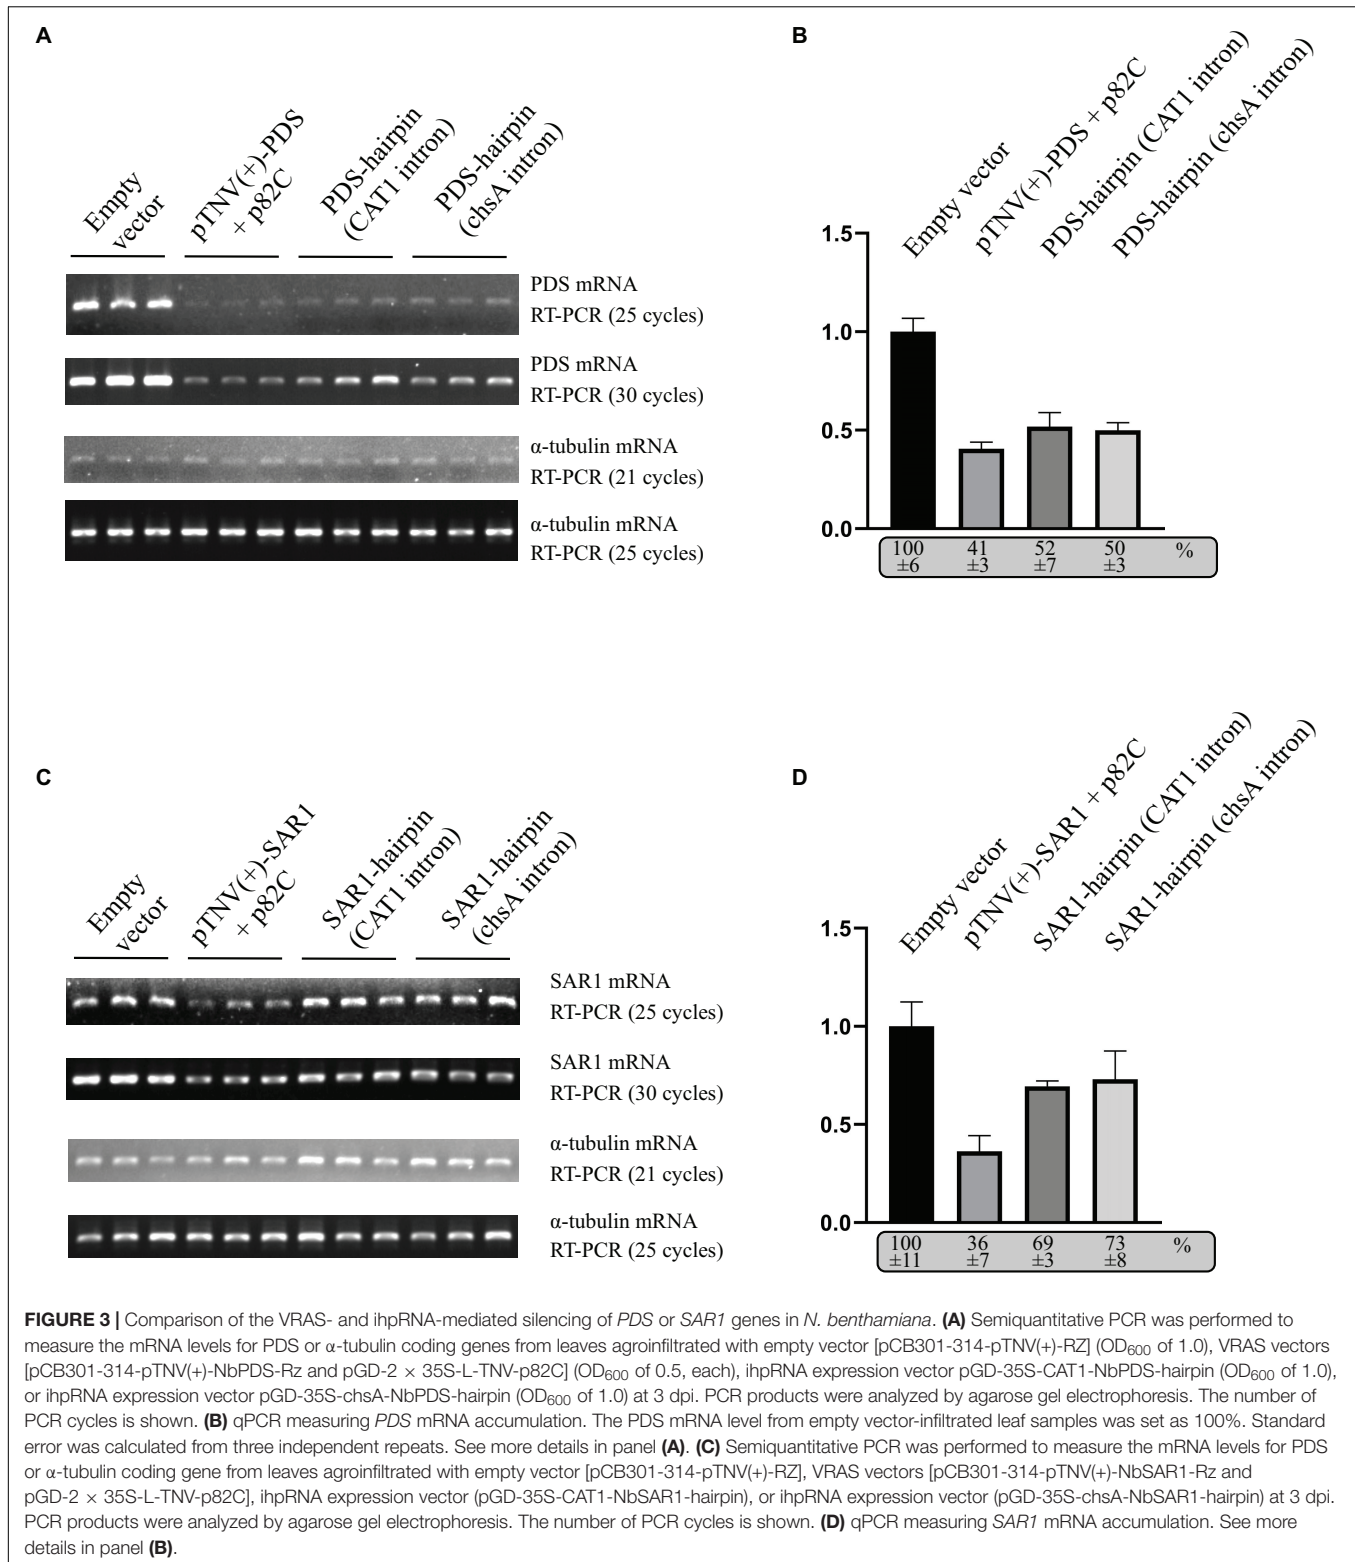 A
Empty
vector
pTNV(+)-PDS
+ p82C
PDS-hairpin
(CAT1 intron)
PDS-hairpin
(chsA intron)
PDS mRNA
RT-PCR (25 cycles)
PDS mRNA
RT-PCR (30 cycles)
α-tubulin mRNA
RT-PCR (21 cycles)
α-tubulin mRNA
RT-PCR (25 cycles)
B
Empty vector
pTNV(+)-PDS + p82C
PDS-hairpin (CAT1 intron)
PDS-hairpin (chsA intron)
1.5
1.0
0.5
0.0
100 41 52 50 %
±6 ±3 ±7 ±3
C
Empty
vector
pTNV(+)-SAR1
+ p82C
SAR1-hairpin
(CAT1 intron)
SAR1-hairpin
(chsA intron)
SAR1 mRNA
RT-PCR (25 cycles)
SAR1 mRNA
RT-PCR (30 cycles)
α-tubulin mRNA
RT-PCR (21 cycles)
α-tubulin mRNA
RT-PCR (25 cycles)
D
Empty vector
pTNV(+)-SAR1 + p82C
SAR1-hairpin (CAT1 intron)
SAR1-hairpin (chsA intron)
1.5
1.0
0.5
0.0
100 36 69 73 %
±11 ±7 ±3 ±8
FIGURE 3 | Comparison of the VRAS- and ihpRNA-mediated silencing of PDS or SAR1 genes in N. benthamiana. (A) Semiquantitative PCR was performed to
measure the mRNA levels for PDS or α-tubulin coding genes from leaves agroinfiltrated with empty vector [pCB301-314-pTNV(+)-RZ] (OD600 of 1.0), VRAS vectors
[pCB301-314-pTNV(+)-NbPDS-Rz and pGD-2 × 35S-L-TNV-p82C] (OD600 of 0.5, each), ihpRNA expression vector pGD-35S-CAT1-NbPDS-hairpin (OD600 of 1.0),
or ihpRNA expression vector pGD-35S-chsA-NbPDS-hairpin (OD600 of 1.0) at 3 dpi. PCR products were analyzed by agarose gel electrophoresis. The number of
PCR cycles is shown. (B) qPCR measuring PDS mRNA accumulation. The PDS mRNA level from empty vector-infiltrated leaf samples was set as 100%. Standard
error was calculated from three independent repeats. See more details in panel (A). (C) Semiquantitative PCR was performed to measure the mRNA levels for PDS
or α-tubulin coding gene from leaves agroinfiltrated with empty vector [pCB301-314-pTNV(+)-RZ], VRAS vectors [pCB301-314-pTNV(+)-NbSAR1-Rz and
pGD-2 × 35S-L-TNV-p82C], ihpRNA expression vector (pGD-35S-CAT1-NbSAR1-hairpin), or ihpRNA expression vector (pGD-35S-chsA-NbSAR1-hairpin) at 3 dpi.
PCR products were analyzed by agarose gel electrophoresis. The number of PCR cycles is shown. (D) qPCR measuring SAR1 mRNA accumulation. See more
details in panel (B).